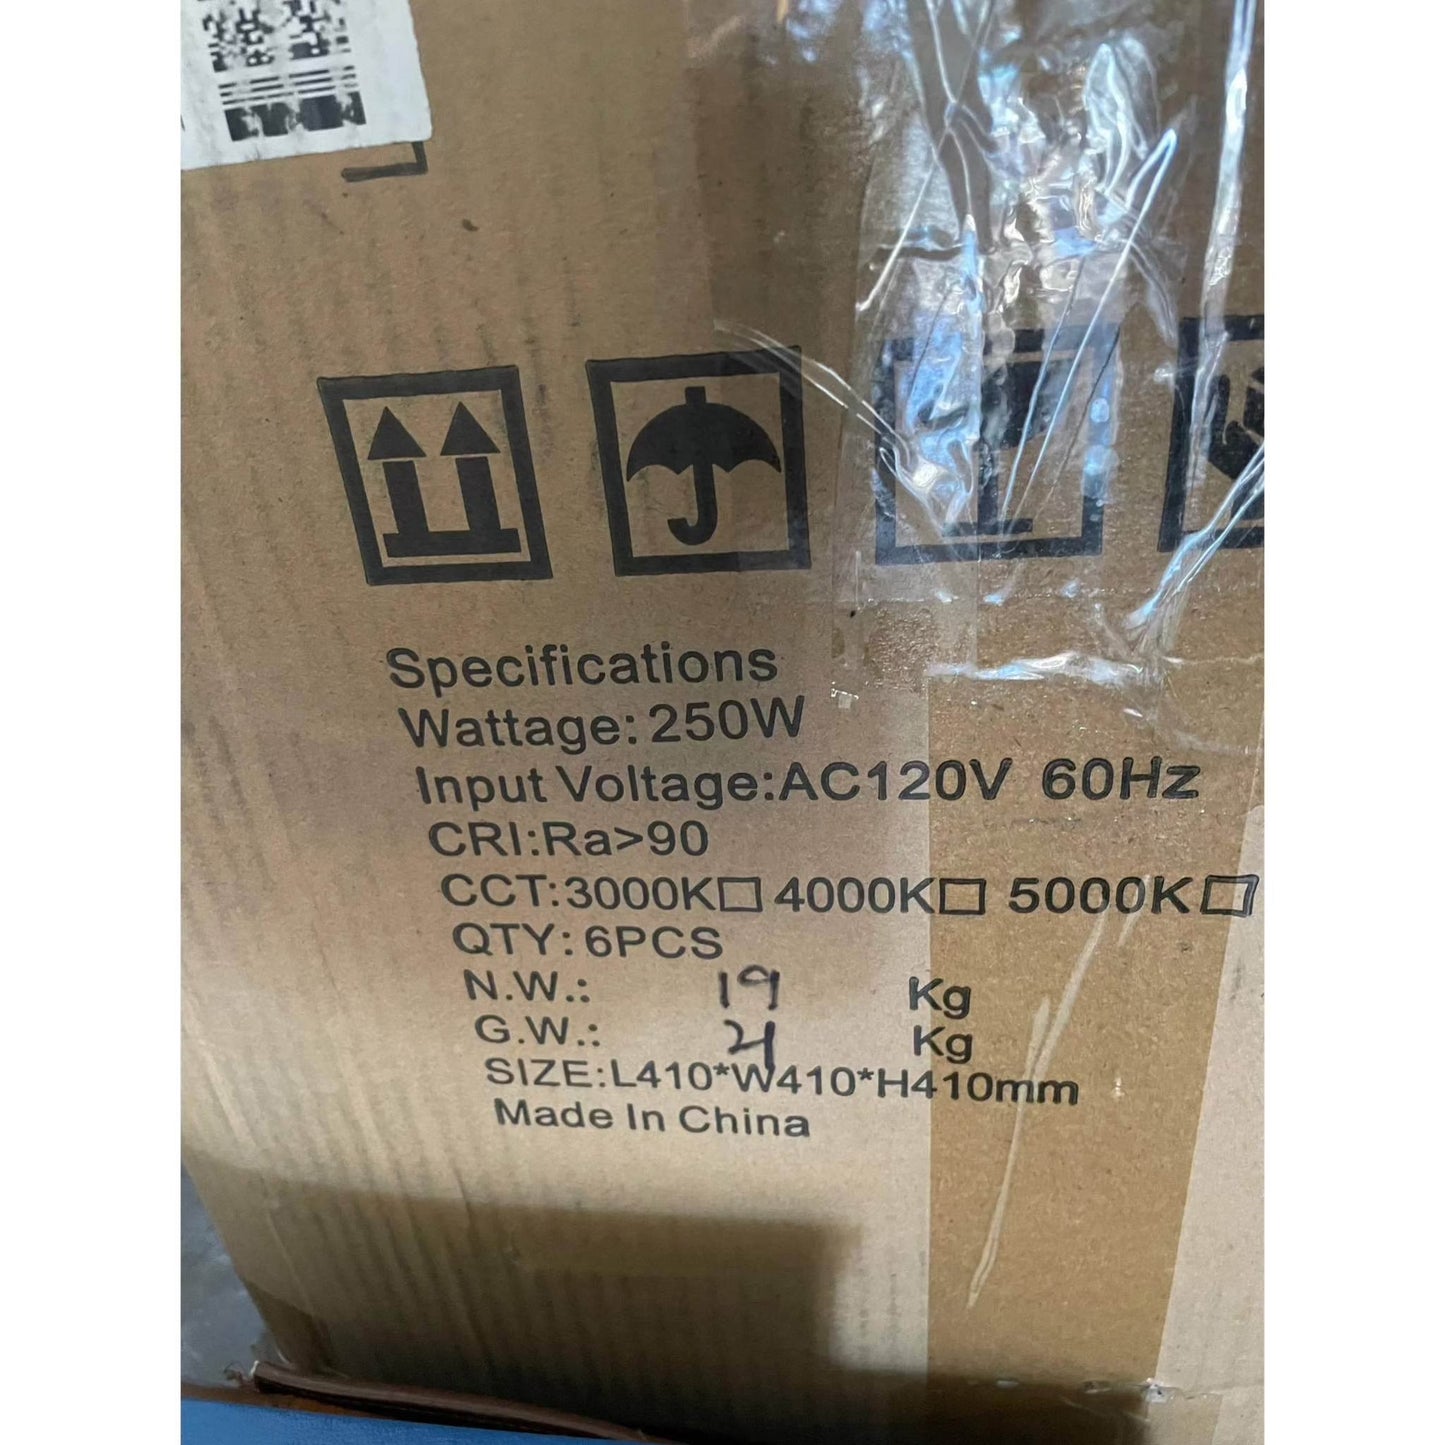 Specifications
Wattage: 250W
Input Voltage:AC120V 60Hz
CRI:Ra>90
CCT:3000K□ 4000K□ 5000K□
QTY: 6PCS
N.W.: 19 Kg
G.W.: 21 Kg
SIZE:L410*W410*H410mm
Made In China